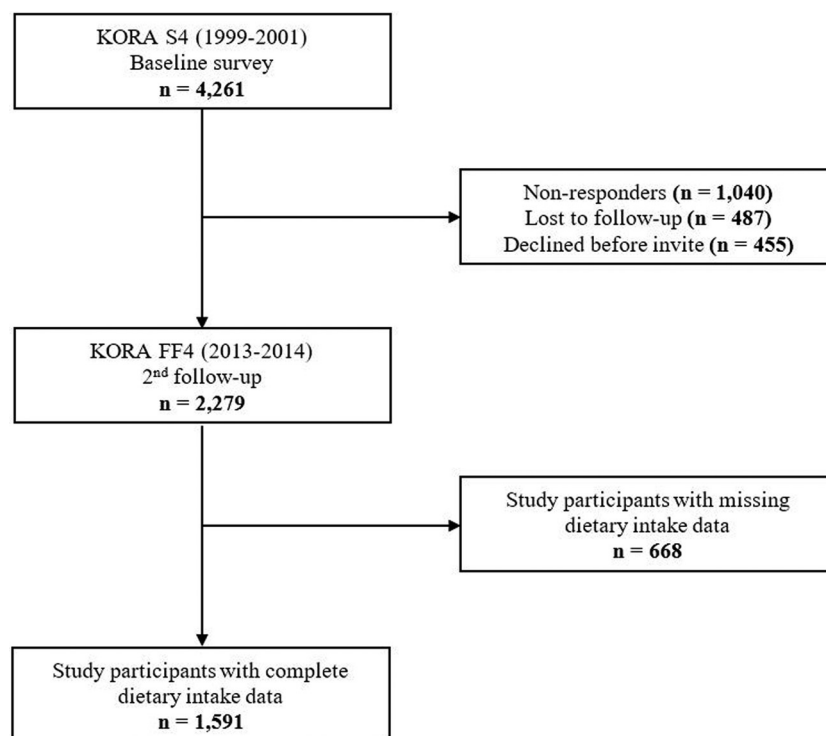 KORA S4 (1999-2001)
Baseline survey
n = 4,261
Non-responders (n = 1,040)
Lost to follow-up (n = 487)
Declined before invite (n = 455)
KORA FF4 (2013-2014)
2nd follow-up
n = 2,279
Study participants with missing
dietary intake data
n = 668
Study participants with complete
dietary intake data
n = 1,591